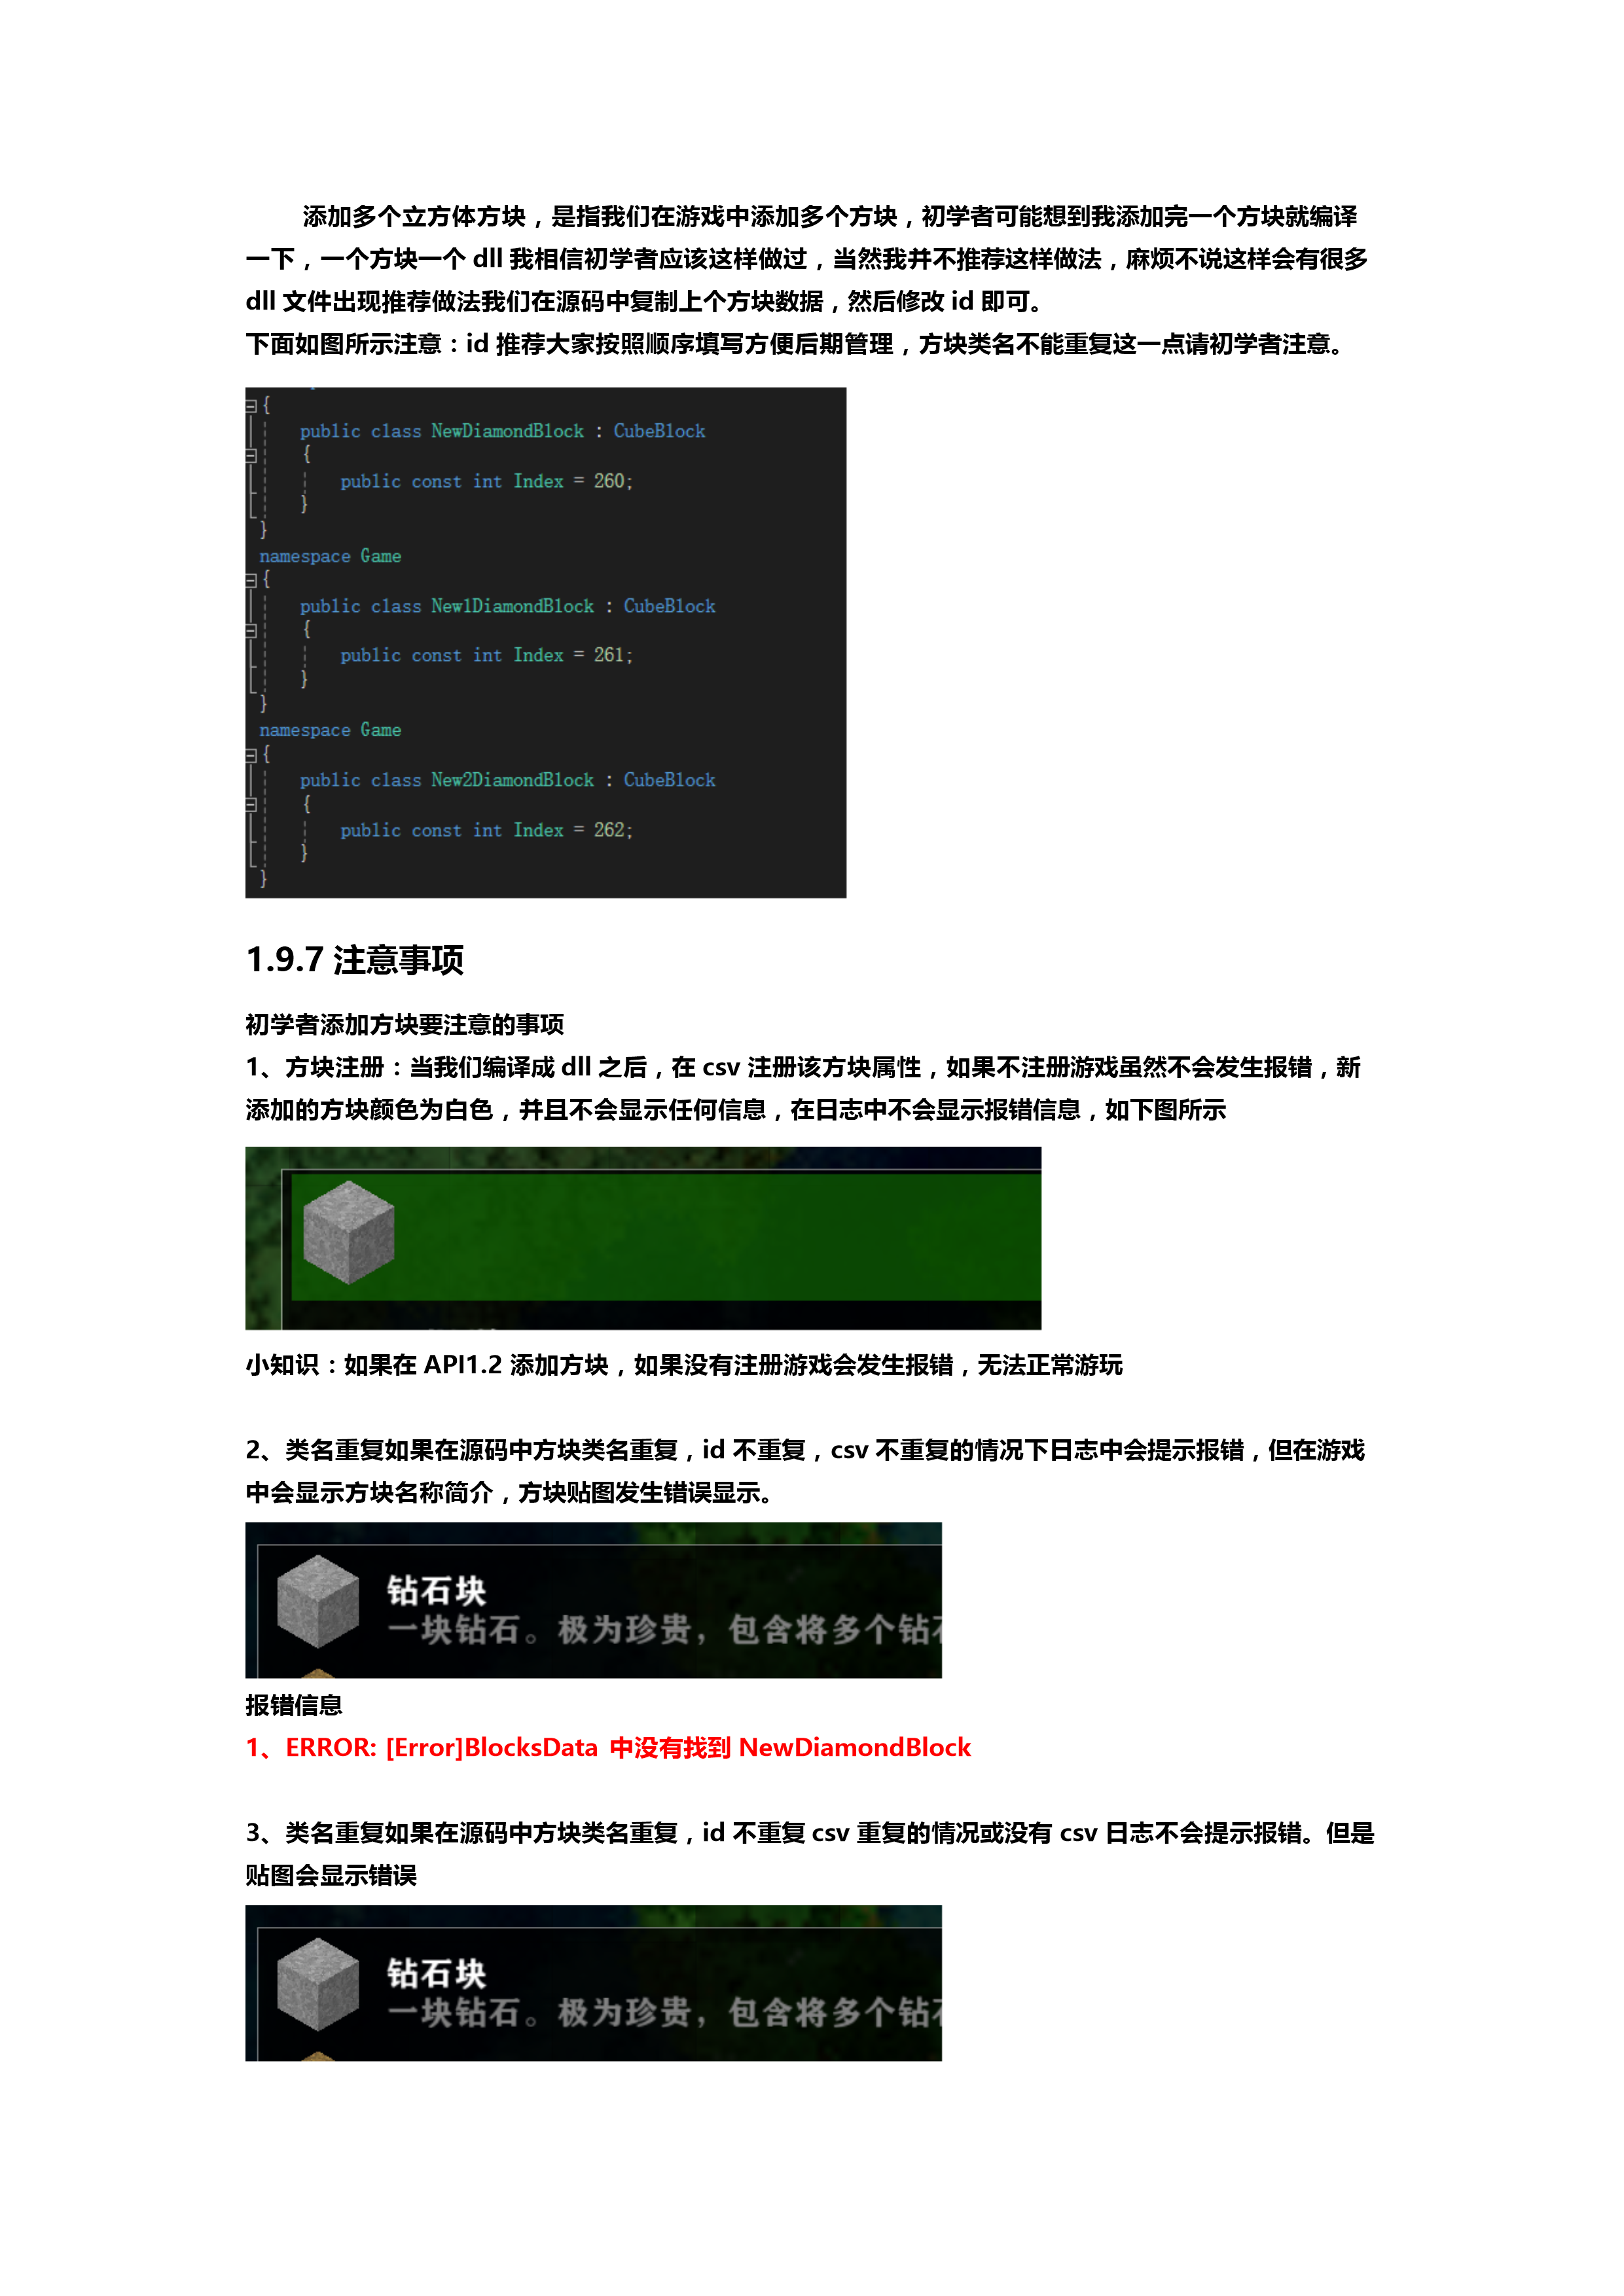 添加多个立方体方块，是指我们在游戏中添加多个方块，初学者可能想到我添加完一个方块就编译
一下，一个方块一个 dll 我相信初学者应该这样做过，当然我并不推荐这样做法，麻烦不说这样会有很多
dll 文件出现推荐做法我们在源码中复制上个方块数据，然后修改 id 即可。
下面如图所示注意：id 推荐大家按照顺序填写方便后期管理，方块类名不能重复这一点请初学者注意。
{
public class NewDiamondBlock : CubeBlock
{
public const int Index = 260;
}
}
namespace Game
{
public class New1DiamondBlock : CubeBlock
{
public const int Index = 261;
}
}
namespace Game
{
public class New2DiamondBlock : CubeBlock
{
public const int Index = 262;
}
}
1.9.7 注意事项
初学者添加方块要注意的事项
1、方块注册：当我们编译成 dll 之后，在 csv 注册该方块属性，如果不注册游戏虽然不会发生报错，新
添加的方块颜色为白色，并且不会显示任何信息，在日志中不会显示报错信息，如下图所示
小知识：如果在 API1.2 添加方块，如果没有注册游戏会发生报错，无法正常游玩
2、类名重复如果在源码中方块类名重复，id 不重复，csv 不重复的情况下日志中会提示报错，但在游戏
中会显示方块名称简介，方块贴图发生错误显示。
钻石块
一块钻石。极为珍贵，包含将多个钻石
报错信息
1、ERROR: [Error]BlocksData 中没有找到 NewDiamondBlock
3、类名重复如果在源码中方块类名重复，id 不重复 csv 重复的情况或没有 csv 日志不会提示报错。但是
贴图会显示错误
钻石块
一块钻石。极为珍贵，包含将多个钻石